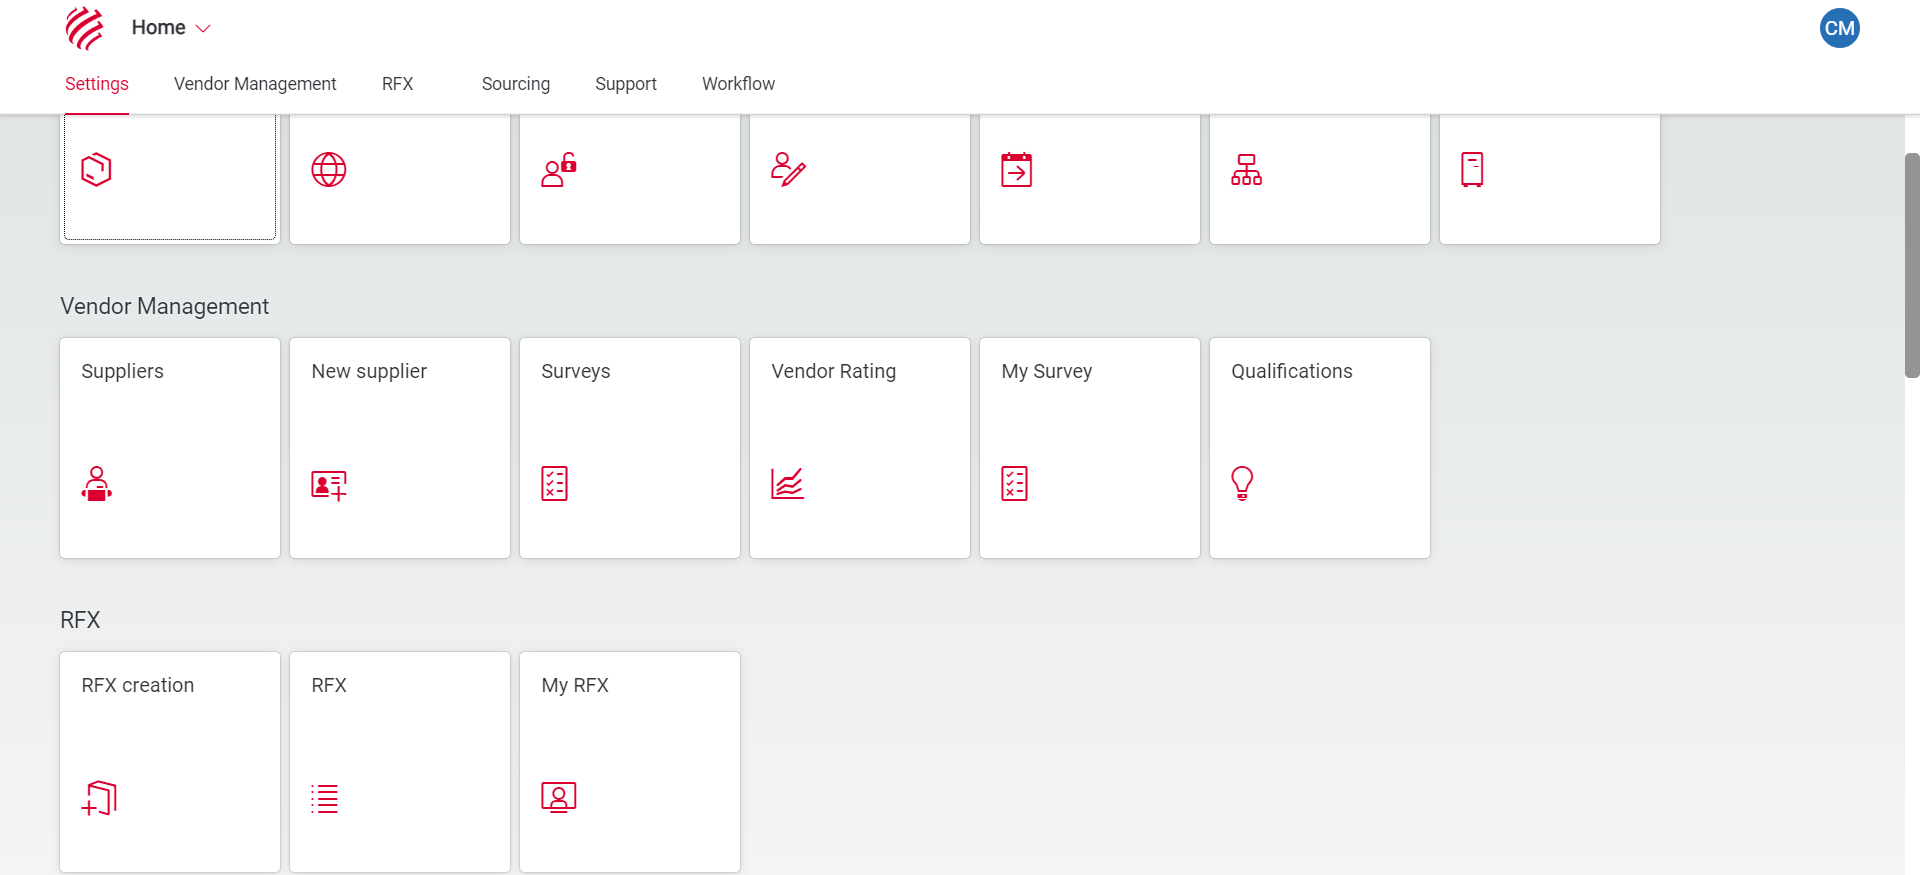 Home
CM
Settings
Vendor Management
RFX
Sourcing
Support
Workflow
Vendor Management
Suppliers
New supplier
Surveys
Vendor Rating
My Survey
Qualifications
RFX
RFX creation
RFX
My RFX